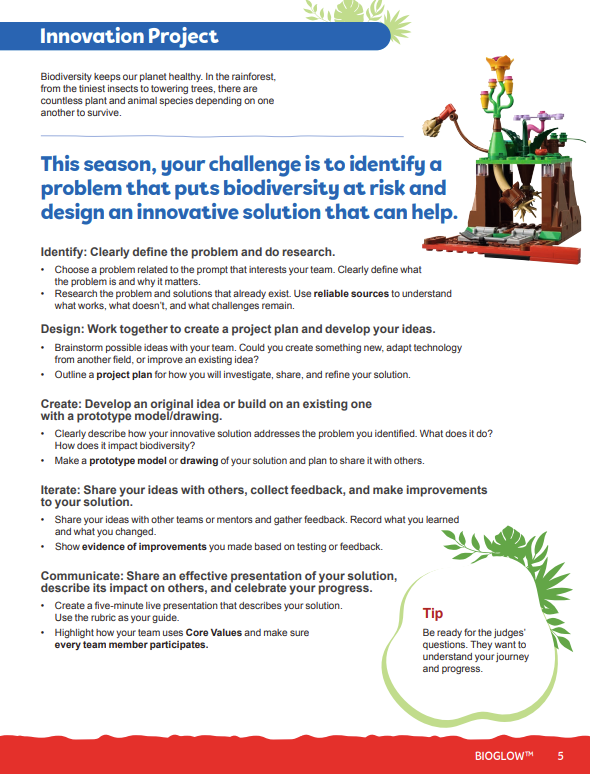 Innovation Project
Biodiversity keeps our planet healthy. In the rainforest,
from the tiniest insects to towering trees, there are
countless plant and animal species depending on one
another to survive.
This season, your challenge is to identify a
problem that puts biodiversity at risk and
design an innovative solution that can help.
Identify: Clearly define the problem and do research.
• Choose a problem related to the prompt that interests your team. Clearly define what
the problem is and why it matters.
• Research the problem and solutions that already exist. Use reliable sources to understand
what works, what doesn't, and what challenges remain.
Design: Work together to create a project plan and develop your ideas.
• Brainstorm possible ideas with your team. Could you create something new, adapt technology
from another field, or improve an existing idea?
• Outline a project plan for how you will investigate, share, and refine your solution.
Create: Develop an original idea or build on an existing one
with a prototype model/drawing.
• Clearly describe how your innovative solution addresses the problem you identified. What does it do?
How does it impact biodiversity?
• Make a prototype model or drawing of your solution and plan to share it with others.
Iterate: Share your ideas with others, collect feedback, and make improvements
to your solution.
• Share your ideas with other teams or mentors and gather feedback. Record what you learned
and what you changed.
• Show evidence of improvements you made based on testing or feedback.
Communicate: Share an effective presentation of your solution,
describe its impact on others, and celebrate your progress.
• Create a five-minute live presentation that describes your solution.
Use the rubric as your guide.
• Highlight how your team uses Core Values and make sure
every team member participates.
Tip
Be ready for the judges'
questions. They want to
understand your journey
and progress.
BIOGLOW™ 5